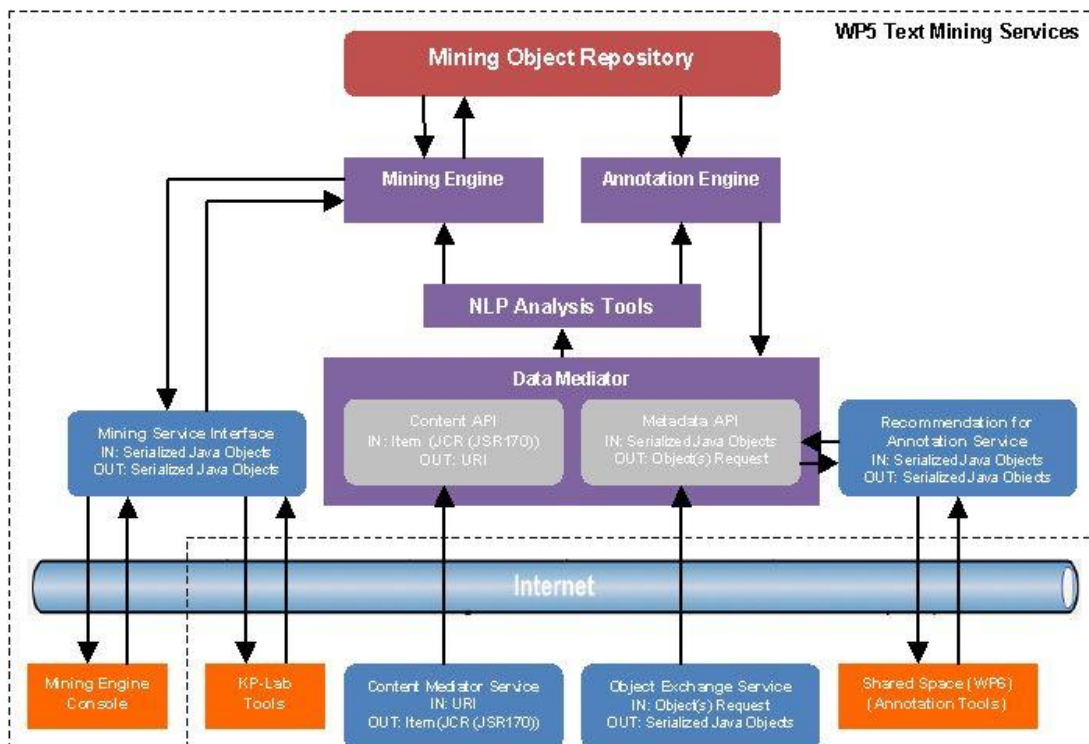 WP5 Text Mining Services
Mining Object Repository
Mining Engine
Annotation Engine
NLP Analysis Tools
Data Mediator
Content API
IN: Item (JCR (JSR170))
OUT: URI
Metadada API
IN: Serialized Java Objects
OUT: Object(s) Request
Mining Service Interface
IN: Serialized Java Objects
OUT: Serialized Java Objects
Recommendation for
Annotation Service
IN: Serialized Java Objects
OUT: Serialized Java Objects
Internet
Mining Engine
Console
KP-Lab
Tools
Content Mediator Service
IN: URI
OUT: Item(JCR (JSR170))
Object Exchange Service
IN: Object(s) Request
OUT: Serialized Java Objects
Shared Space (WP6)
(Annotation Tools)